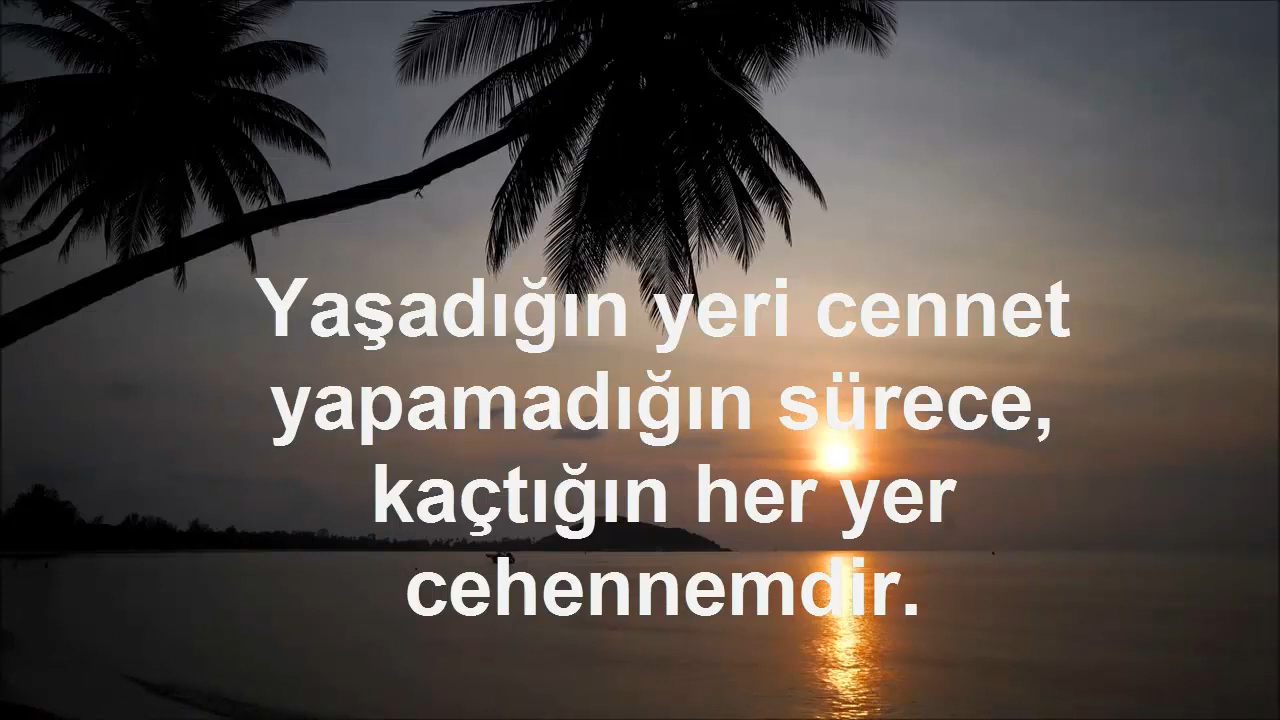 Yaşadığın yeri cennet
yapamadığın sürece,
kaçtığın her yer
cehennemdir.